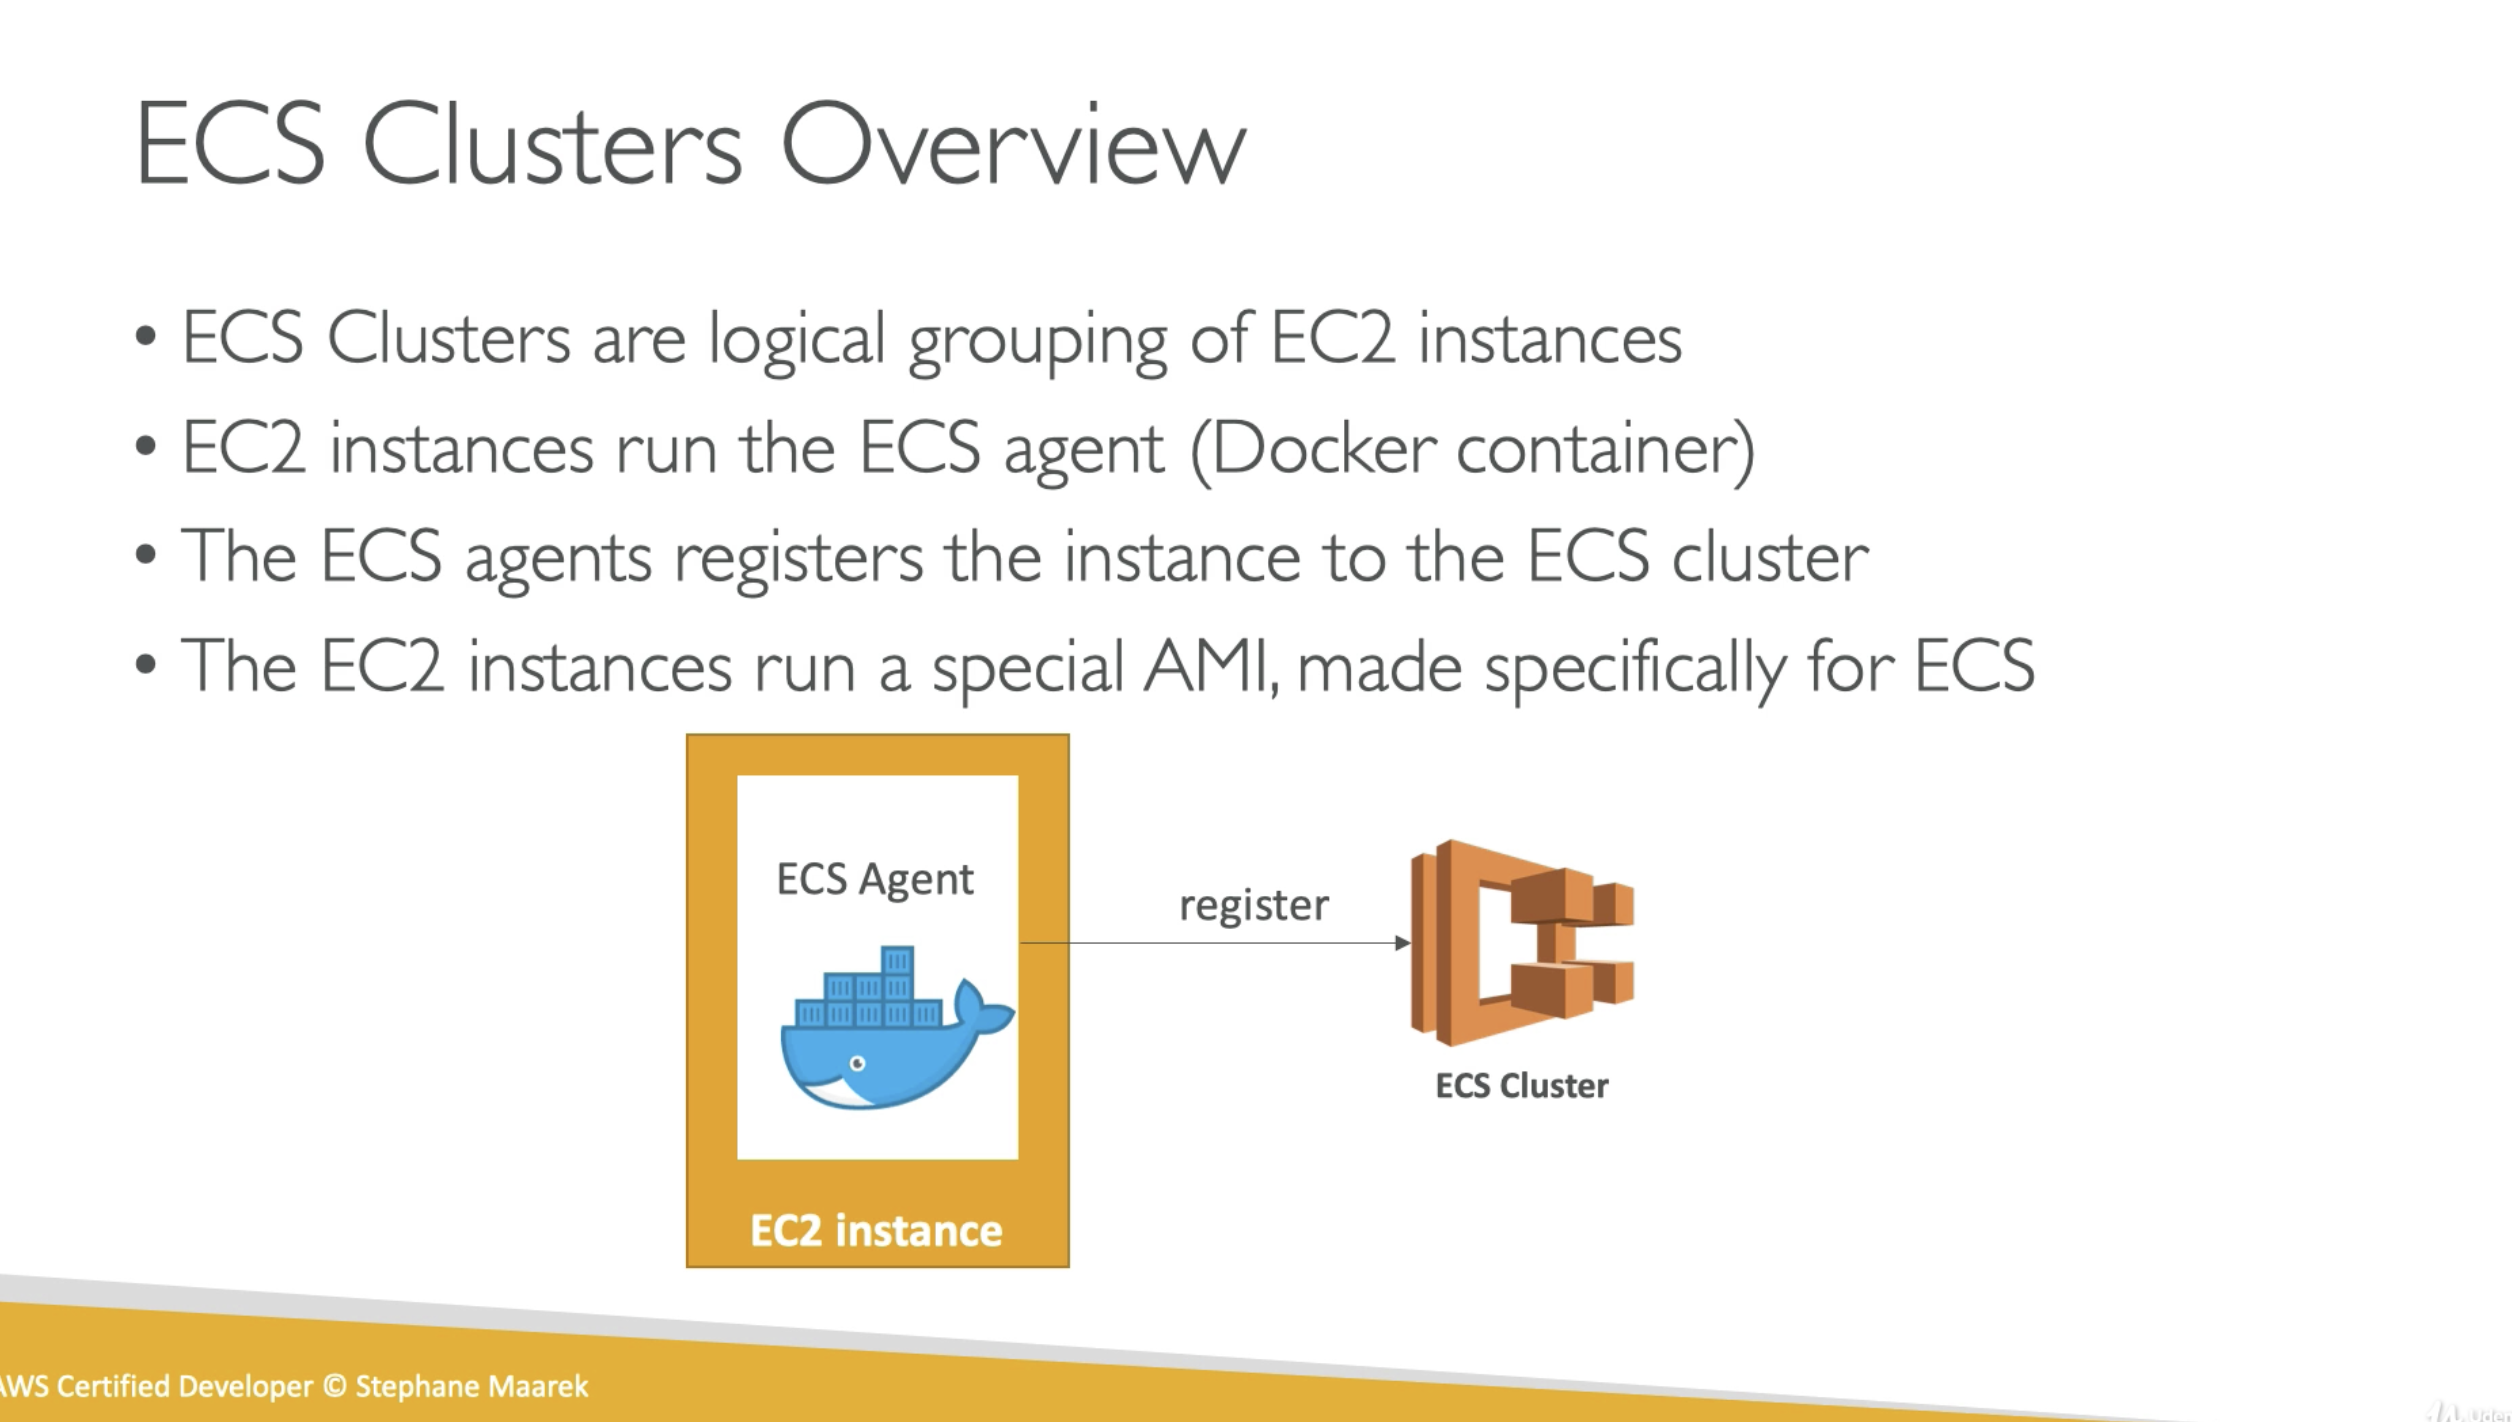 ECS Clusters Overview
• ECS Clusters are logical grouping of EC2 instances
• EC2 instances run the ECS agent (Docker container)
• The ECS agents registers the instance to the ECS cluster
• The EC2 instances run a special AMI, made specifically for ECS
ECS Agent
register
ECS Cluster
EC2 instance
AWS Certified Developer © Stephane Maarek